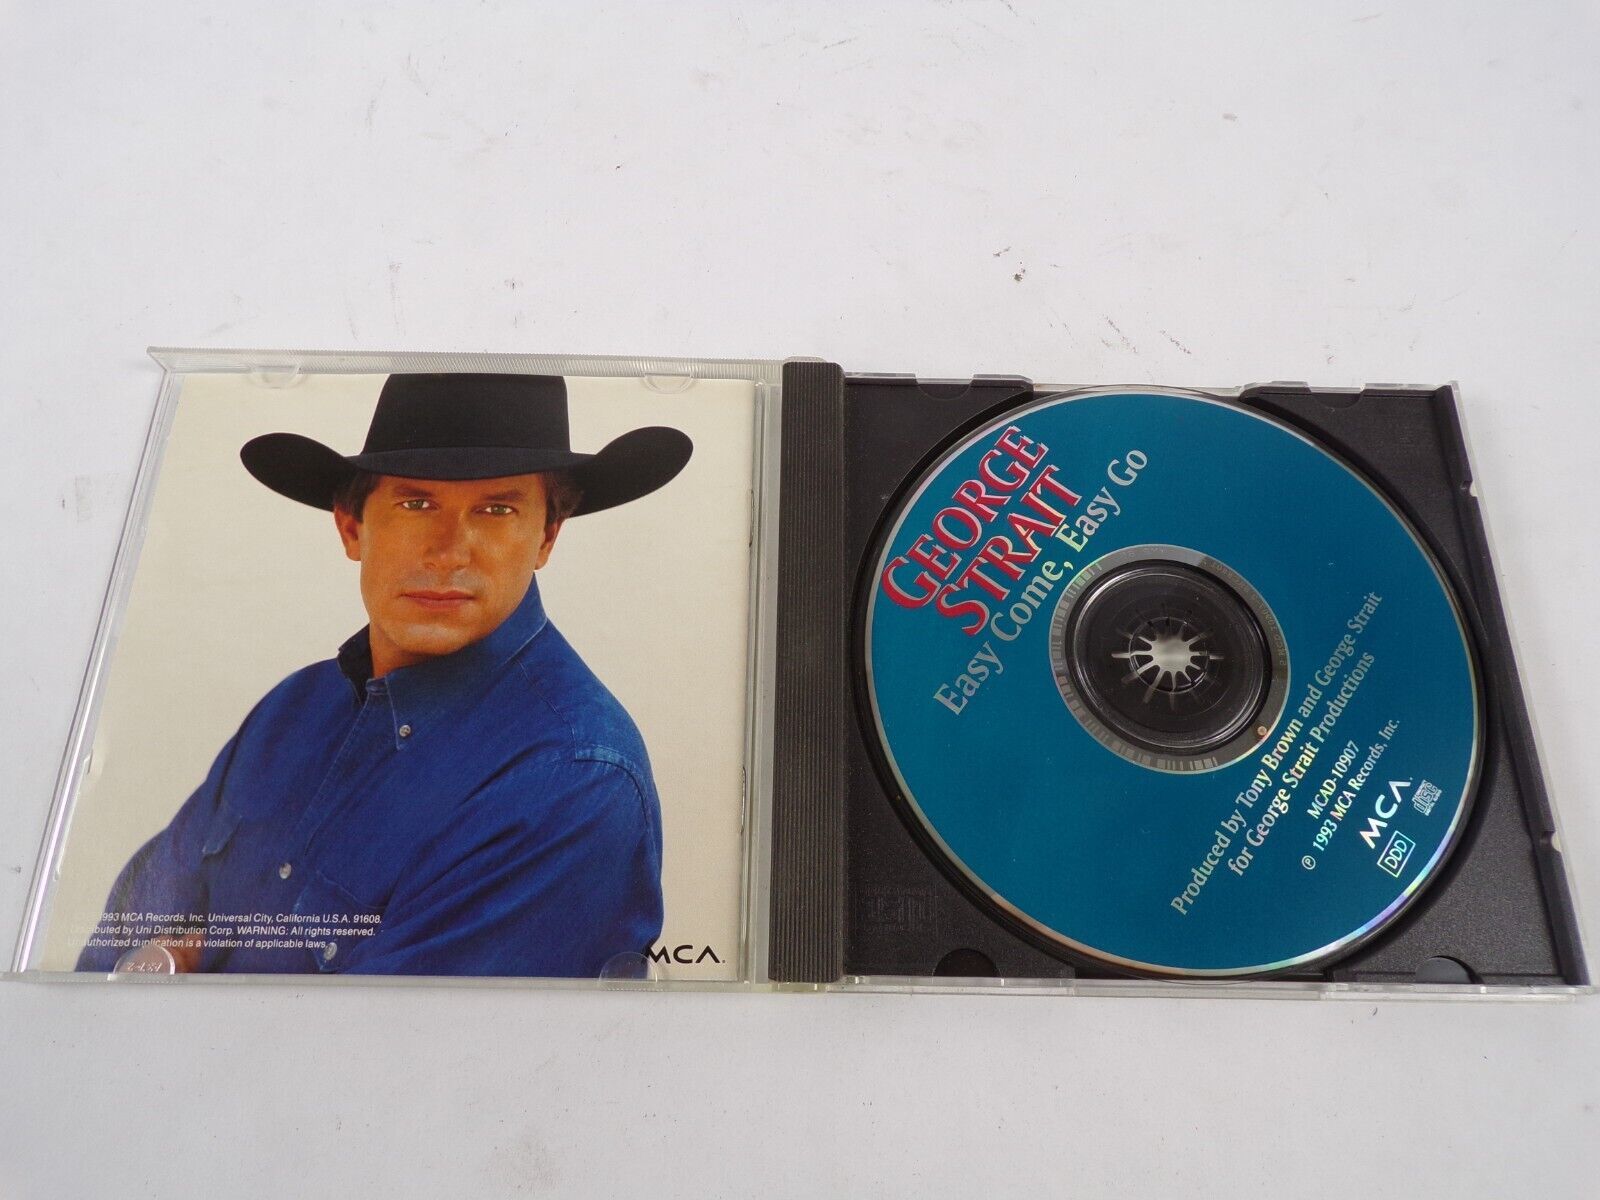 1993 MCA Records, Inc. Universal City, California U.S.A. 91608.
Distributed by Uni Distribution Corp. WARNING: All rights reserved.
Unauthorized duplication is a violation of applicable laws.
MCA.
GEORGE
STRAIT
Easy Come, Easy Go
Produced by Tony Brown and George Strait
for George Strait Productions
MCAD-10907
℗ 1993 MCA Records, Inc.
MCA.
DDD
disc